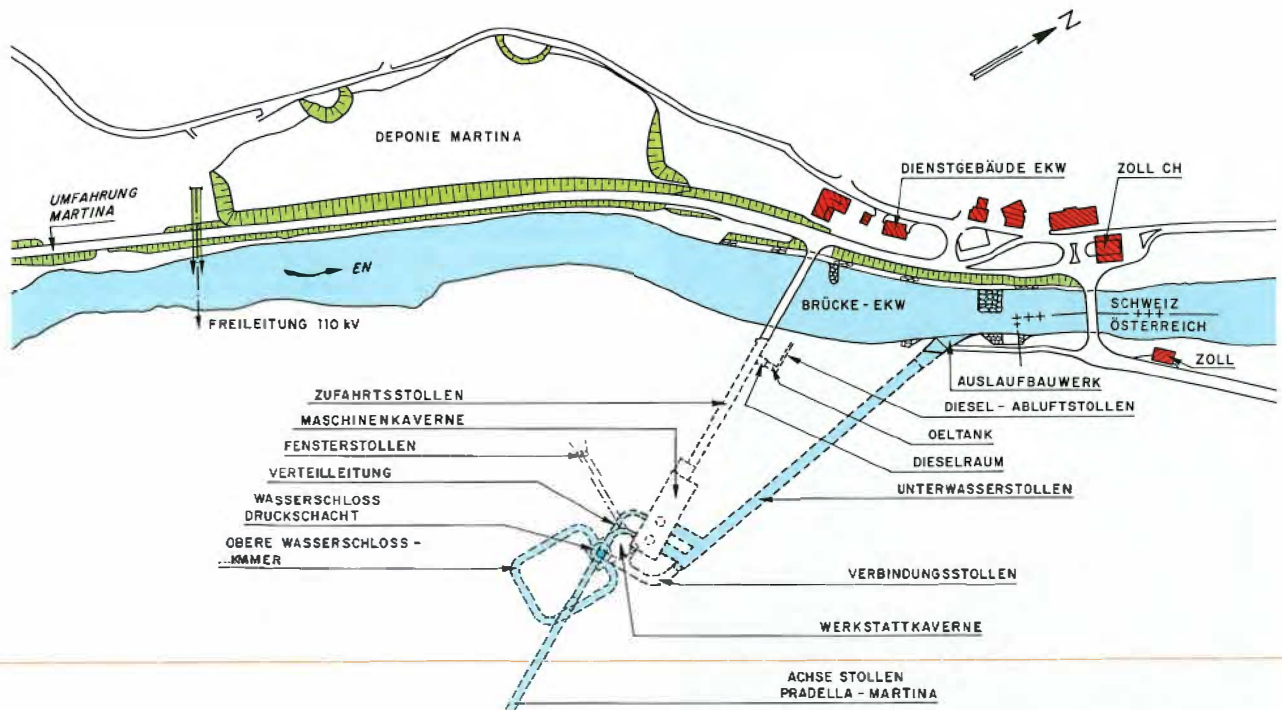 N
DEPONIE MARTINA
DIENSTGEBÄUDE EKW
ZOLL CH
UMFAHRUNG
MARTINA
EN
BRÜCKE - EKW
SCHWEIZ
ÖSTERREICH
FREILEITUNG 110 kV
ZOLL
AUSLAUFBAUWERK
ZUFAHRTSSTOLLEN
DIESEL - ABLUFTSTOLLEN
MASCHINENKAVERNE
OELTANK
FENSTERSTOLLEN
DIESELRAUM
VERTEILLEITUNG
UNTERWASSERSTOLLEN
WASSERSCHLOSS
DRUCKSCHACHT
OBERE WASSERSCHLOSS -
...KMMER
VERBINDUNGSSTOLLEN
WERKSTATTKAVERNE
ACHSE STOLLEN
PRADELLA - MARTINA